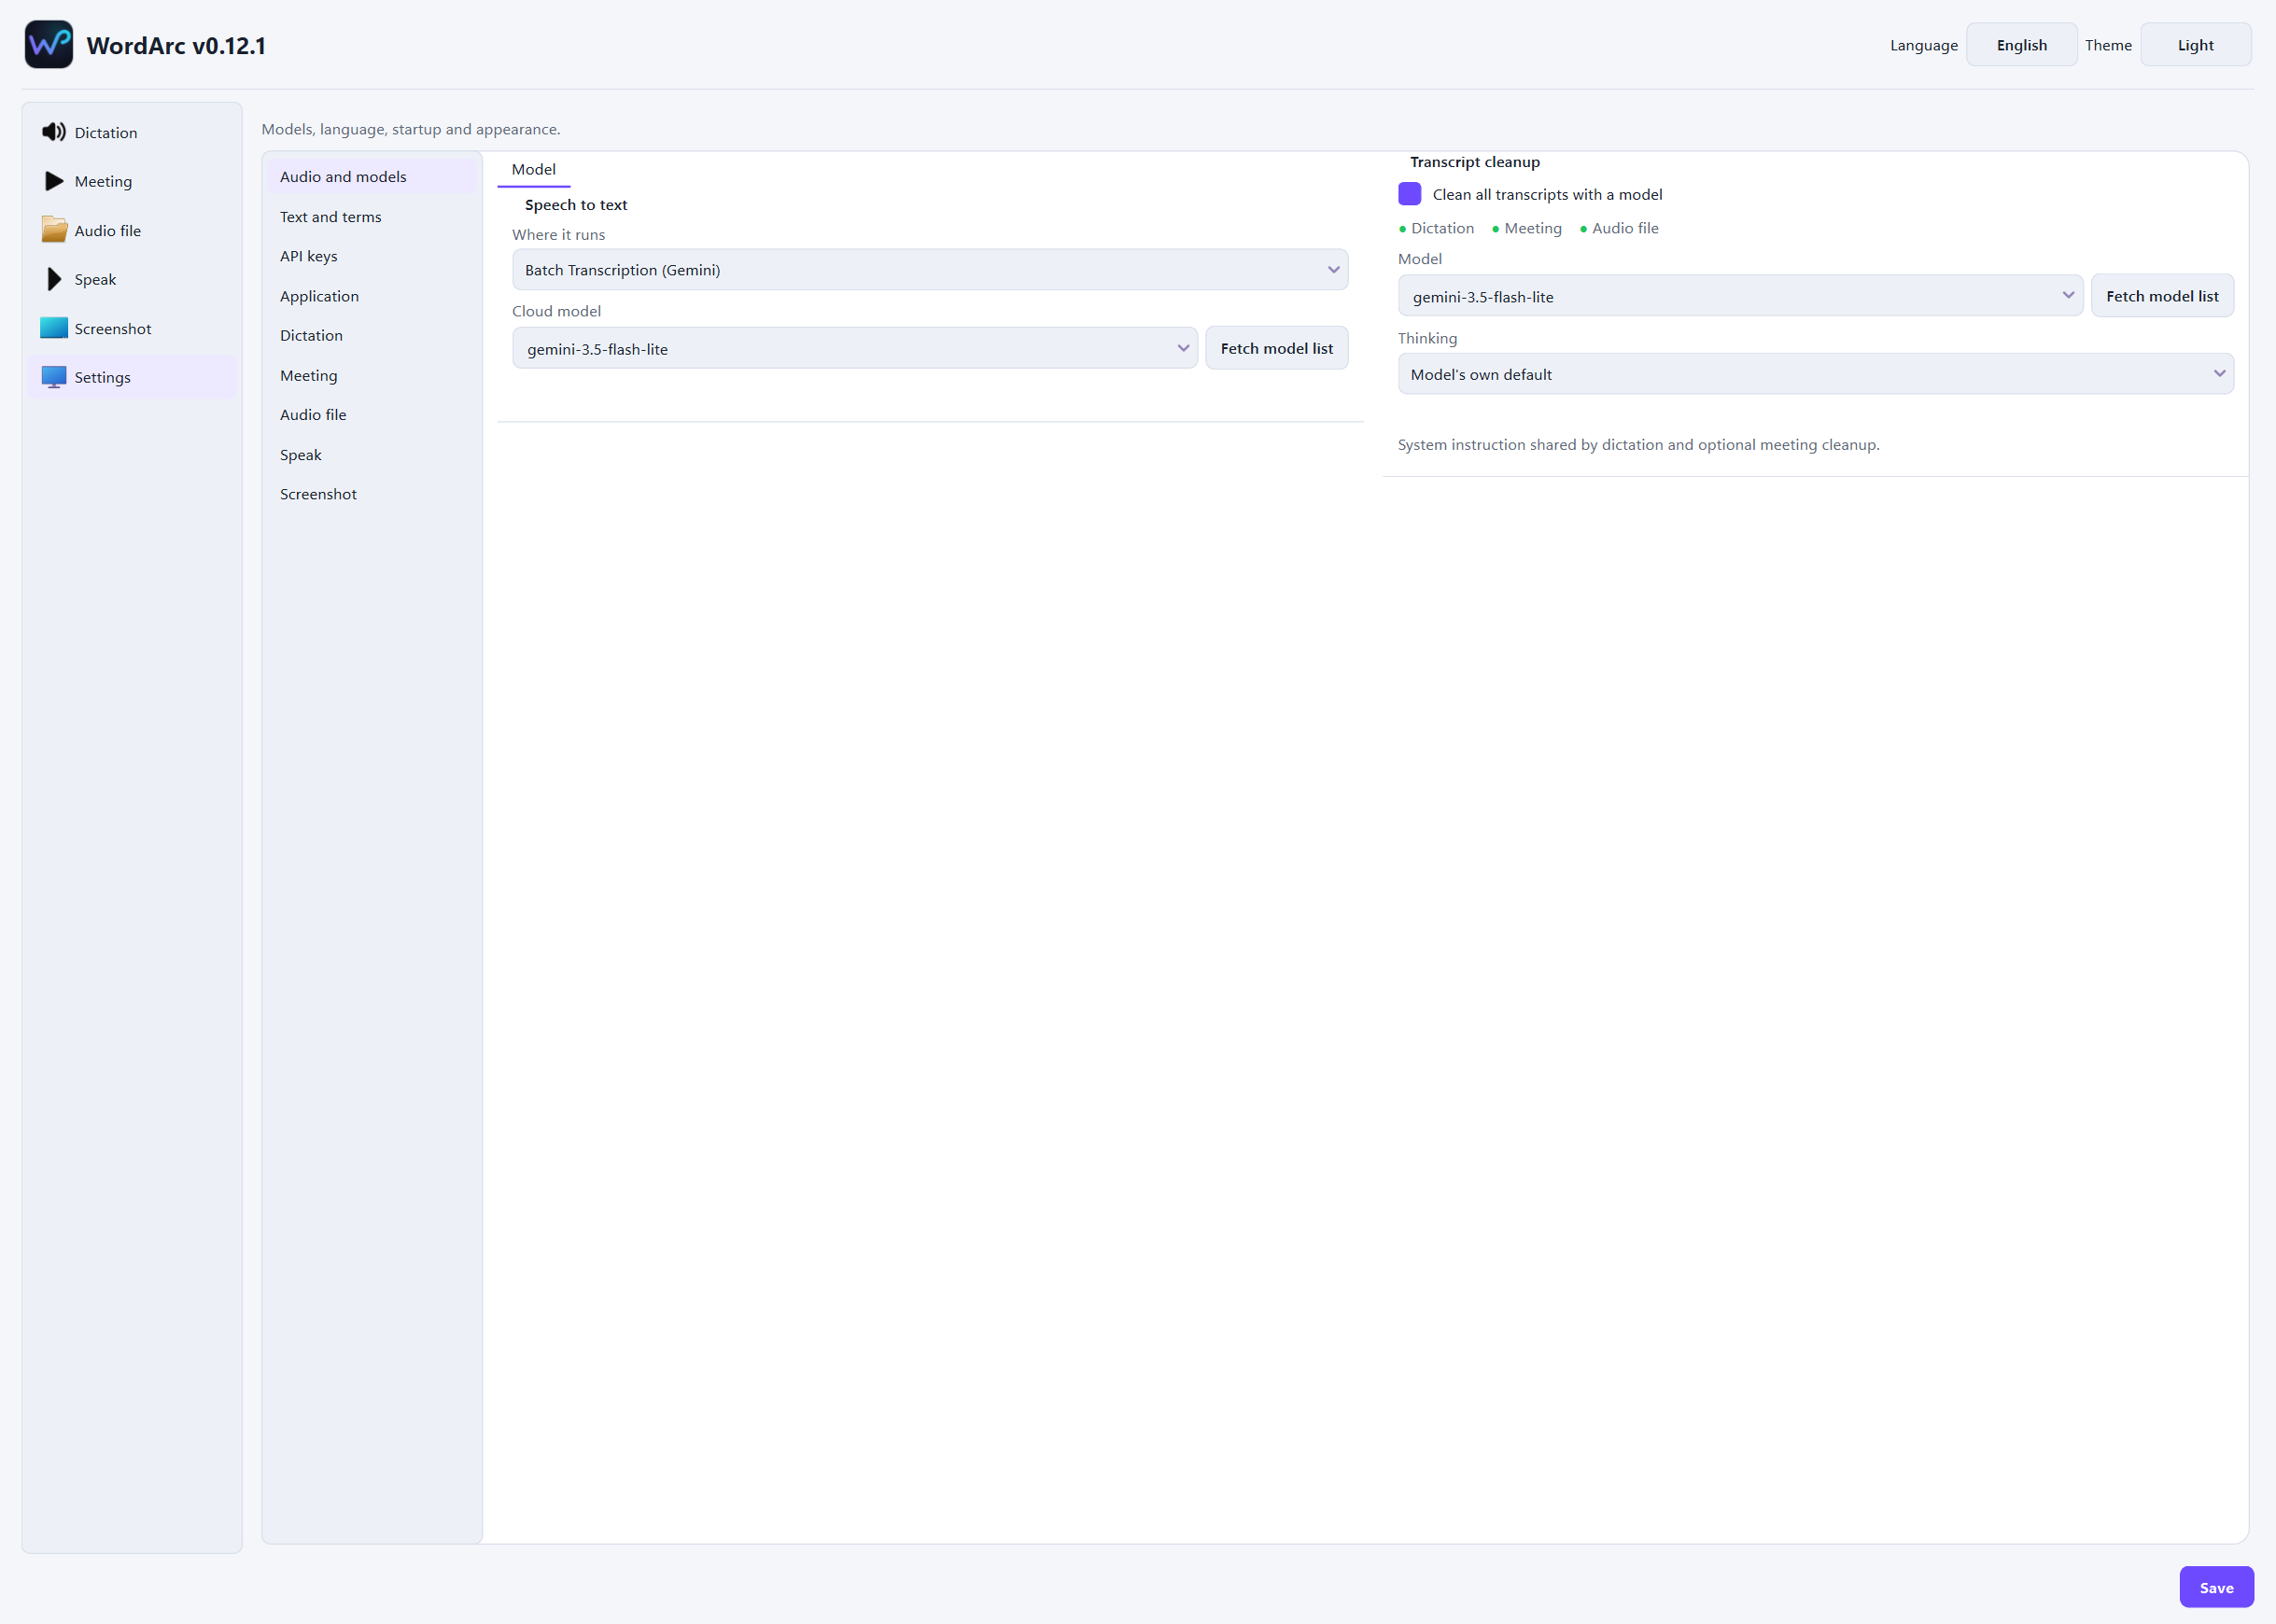 WordArc v0.12.1
Language English Theme Light
Dictation
Meeting
Audio file
Speak
Screenshot
Settings
Models, language, startup and appearance.
Audio and models
Text and terms
API keys
Application
Dictation
Meeting
Audio file
Speak
Screenshot
Model
Speech to text
Where it runs
Batch Transcription (Gemini)
Cloud model
gemini-3.5-flash-lite Fetch model list
Transcript cleanup
Clean all transcripts with a model
● Dictation ● Meeting ● Audio file
Model
gemini-3.5-flash-lite Fetch model list
Thinking
Model's own default
System instruction shared by dictation and optional meeting cleanup.
Save